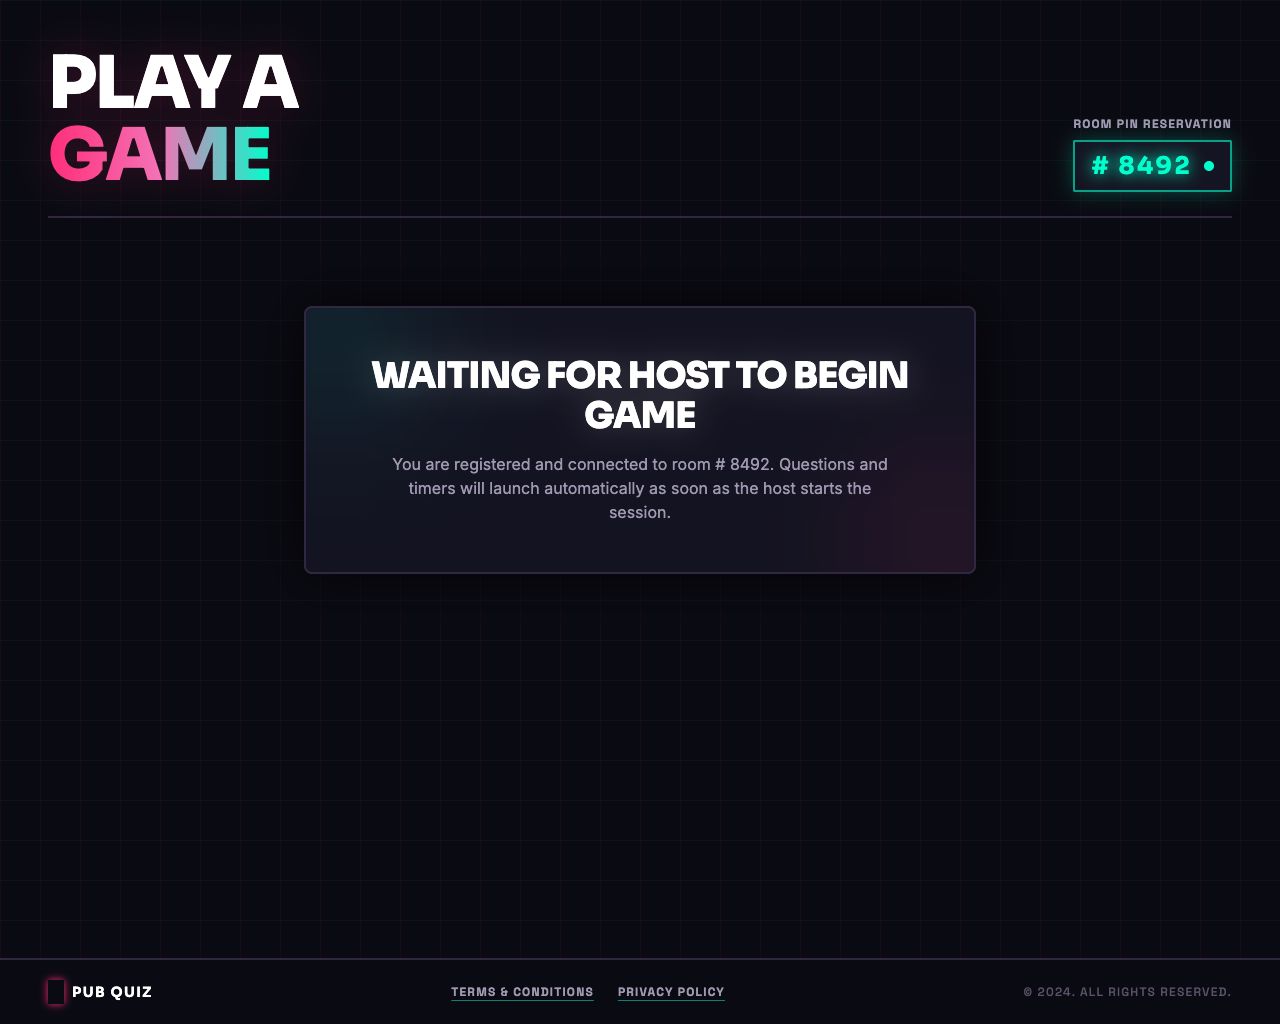 PLAY A
GAME
ROOM PIN RESERVATION
# 8492
WAITING FOR HOST TO BEGIN
GAME
You are registered and connected to room # 8492. Questions and
timers will launch automatically as soon as the host starts the
session.
PUB QUIZ
TERMS & CONDITIONS
PRIVACY POLICY
© 2024. ALL RIGHTS RESERVED.